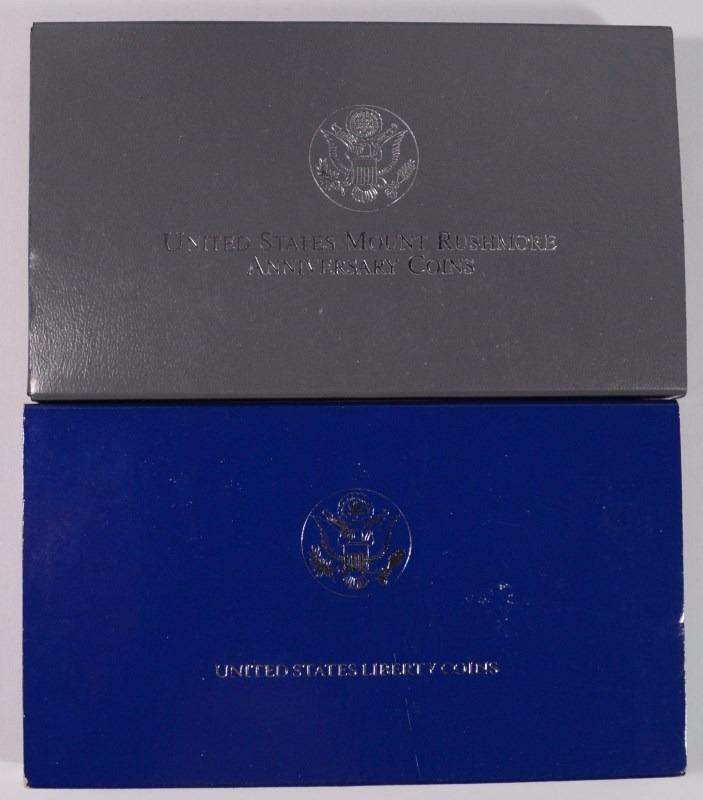 United States Mount Rushmore
Anniversary Coins
UNITED STATES LIBERTY COINS